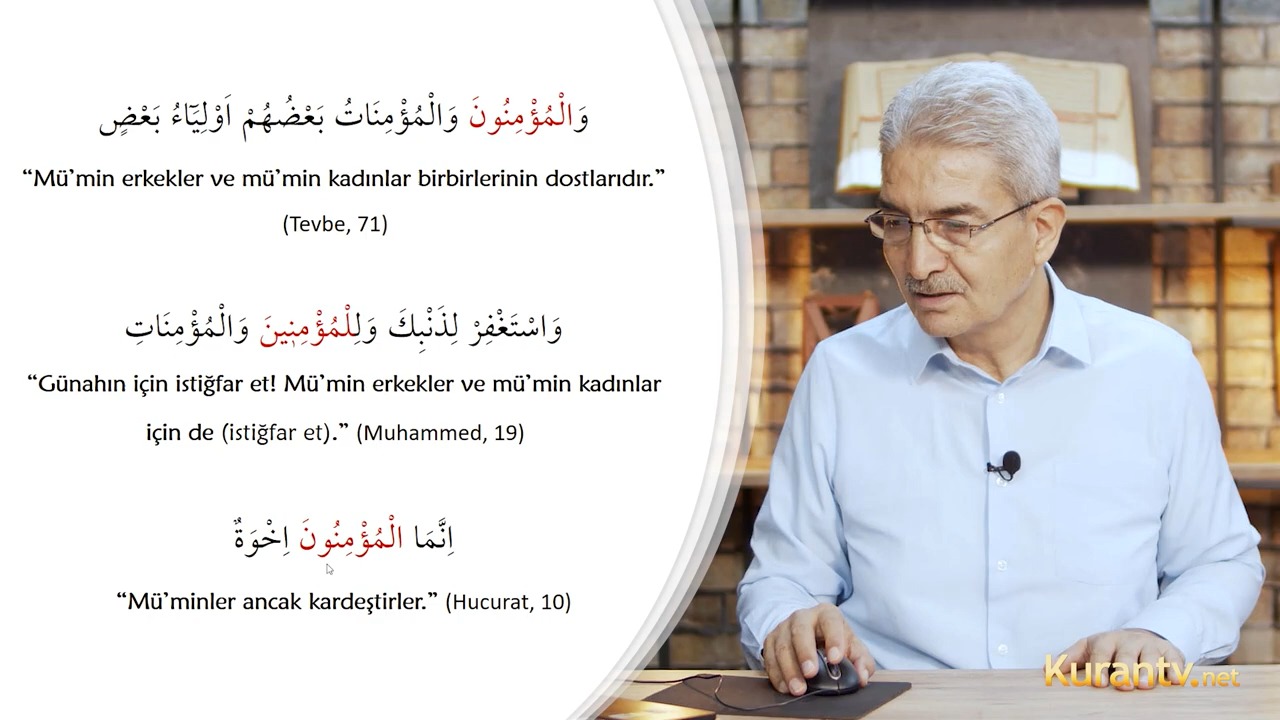 وَالْمُؤْمِنُونَ وَالْمُؤْمِنَاتُ بَعْضُهُمْ اَوْلِيَٓاءُ بَعْضٍ
“Mü’min erkekler ve mü’min kadınlar birbirlerinin dostlarıdır.”
(Tevbe, 71)
وَاسْتَغْفِرْ لِذَنْبِكَ وَلِلْمُؤْمِن۪ينَ وَالْمُؤْمِنَاتِ
“Günahın için istiğfar et! Mü’min erkekler ve mü’min kadınlar
için de (istiğfar et).” (Muhammed, 19)
اِنَّمَا الْمُؤْمِنُونَ اِخْوَةٌ
“Mü’minler ancak kardeştirler.” (Hucurat, 10)
Kurantv.net